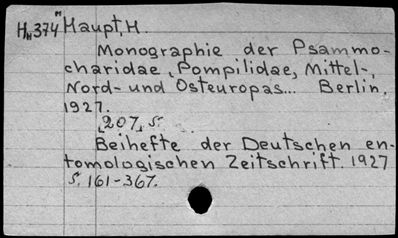 H 374 M Haupt, H.
Monographie der Psammo-
charidae, Pompilidae, Mittel-,
Nord- und Osteuropas... Berlin,
1927.
207, S.
Beihefte der Deutschen en-
tomologischen Zeitschrift. 1927
S. 161-367.